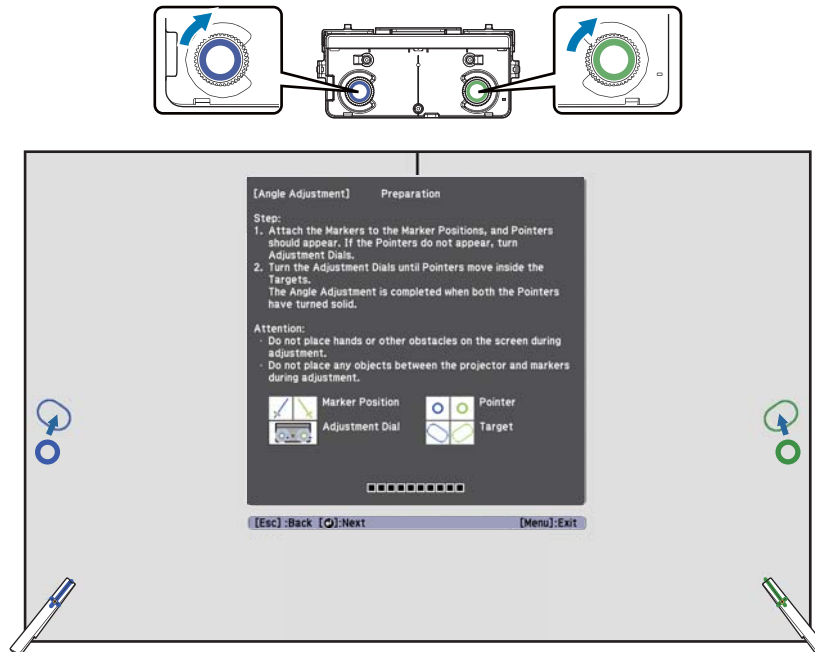 [Angle Adjustment] Preparation
Step:
1. Attach the Markers to the Marker Positions, and Pointers
should appear. If the Pointers do not appear, turn
Adjustment Dials.
2. Turn the Adjustment Dials until Pointers move inside the
Targets.
The Angle Adjustment is completed when both the Pointers
have turned solid.
Attention:
· Do not place hands or other obstacles on the screen during
adjustment.
· Do not place any objects between the projector and markers
during adjustment.
Marker Position Pointer
Adjustment Dial Target
[Esc] :Back [⏎]:Next [Menu]:Exit